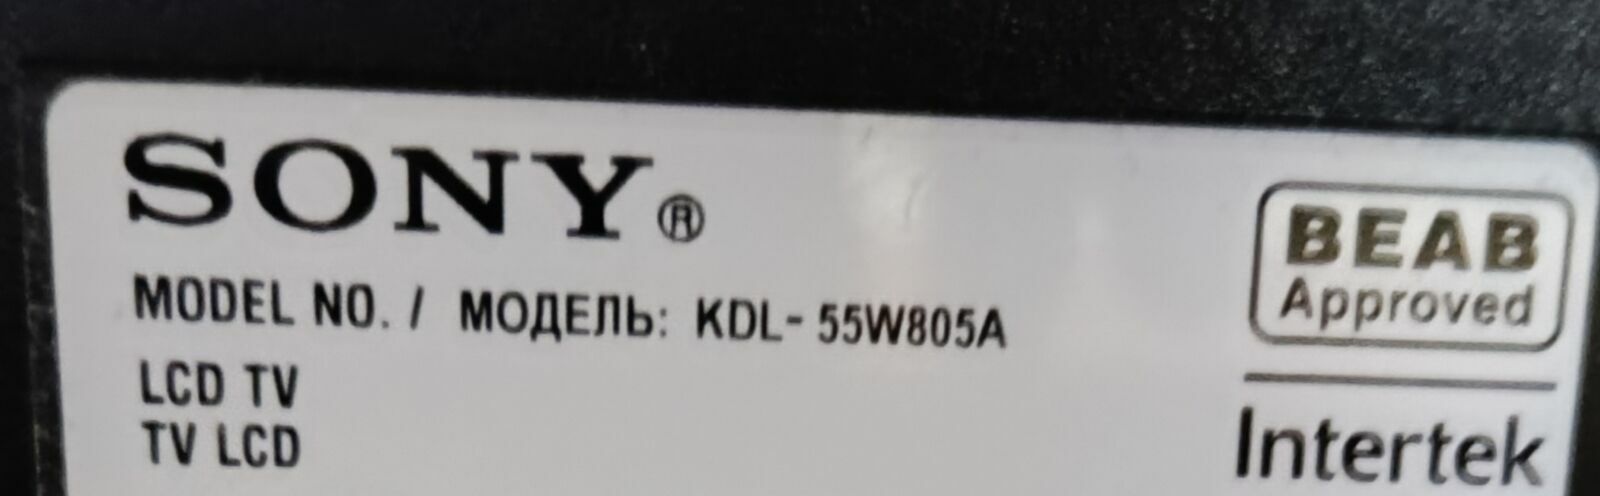 SONY®
MODEL NO. / МОДЕЛЬ: KDL-55W805A
LCD TV
TV LCD
BEAB
Approved
Intertek